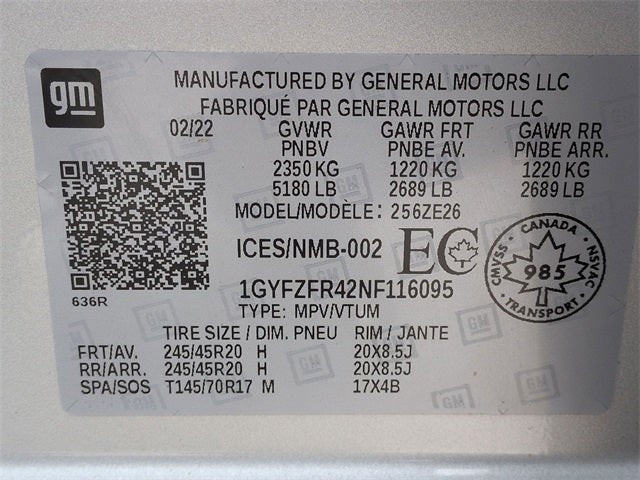 gm
MANUFACTURED BY GENERAL MOTORS LLC
FABRIQUÉ PAR GENERAL MOTORS LLC
02/22 GVWR GAWR FRT GAWR RR
PNBV PNBE AV. PNBE ARR.
2350 KG 1220 KG 1220 KG
5180 LB 2689 LB 2689 LB
MODEL/MODÈLE: 256ZE26
ICES/NMB-002 EC
CANADA
CMVSS 985 NSVAC
TRANSPORT
636R
1GYFZFR42NF116095
TYPE: MPV/VTUM
TIRE SIZE / DIM. PNEU RIM / JANTE
FRT/AV. 245/45R20 H 20X8.5J
RR/ARR. 245/45R20 H 20X8.5J
SPA/SOS T145/70R17 M 17X4B